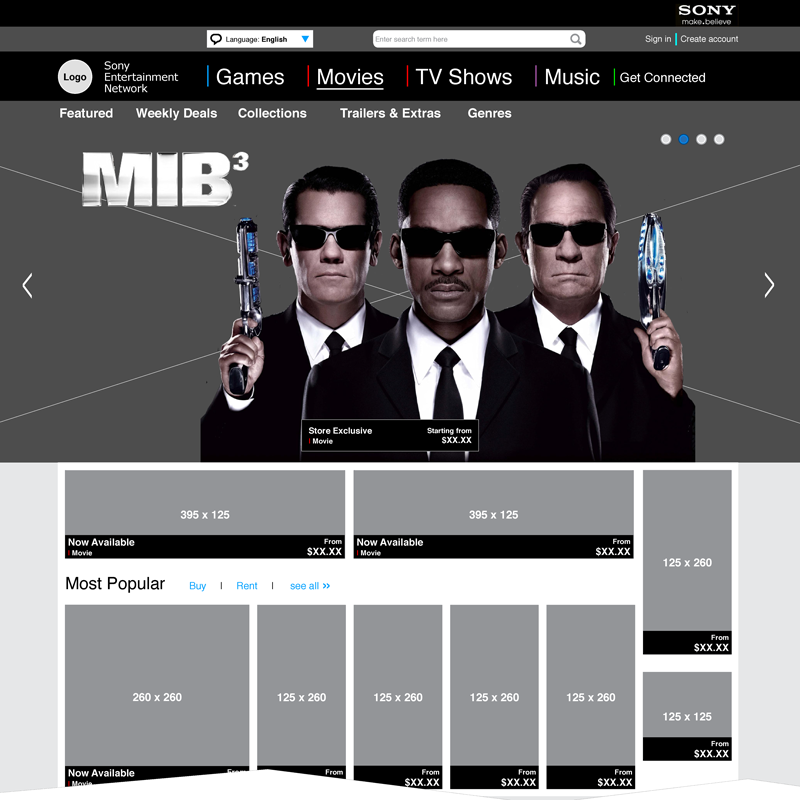 SONY
make.believe
Language: English
Enter search term here
Sign in
Create account
Logo
Sony
Entertainment
Network
Games
Movies
TV Shows
Music
Get Connected
Featured
Weekly Deals
Collections
Trailers & Extras
Genres
MIB³
Store Exclusive
Starting from
Movie
$XX.XX
395 x 125
Now Available
From
Movie
$XX.XX
395 x 125
Now Available
From
Movie
$XX.XX
125 x 260
From
$XX.XX
Most Popular
Buy | Rent | see all »
260 x 260
Now Available
From
Movie
125 x 260
From
125 x 260
From
$XX.XX
125 x 260
From
$XX.XX
125 x 260
From
$XX.XX
125 x 125
From
$XX.XX